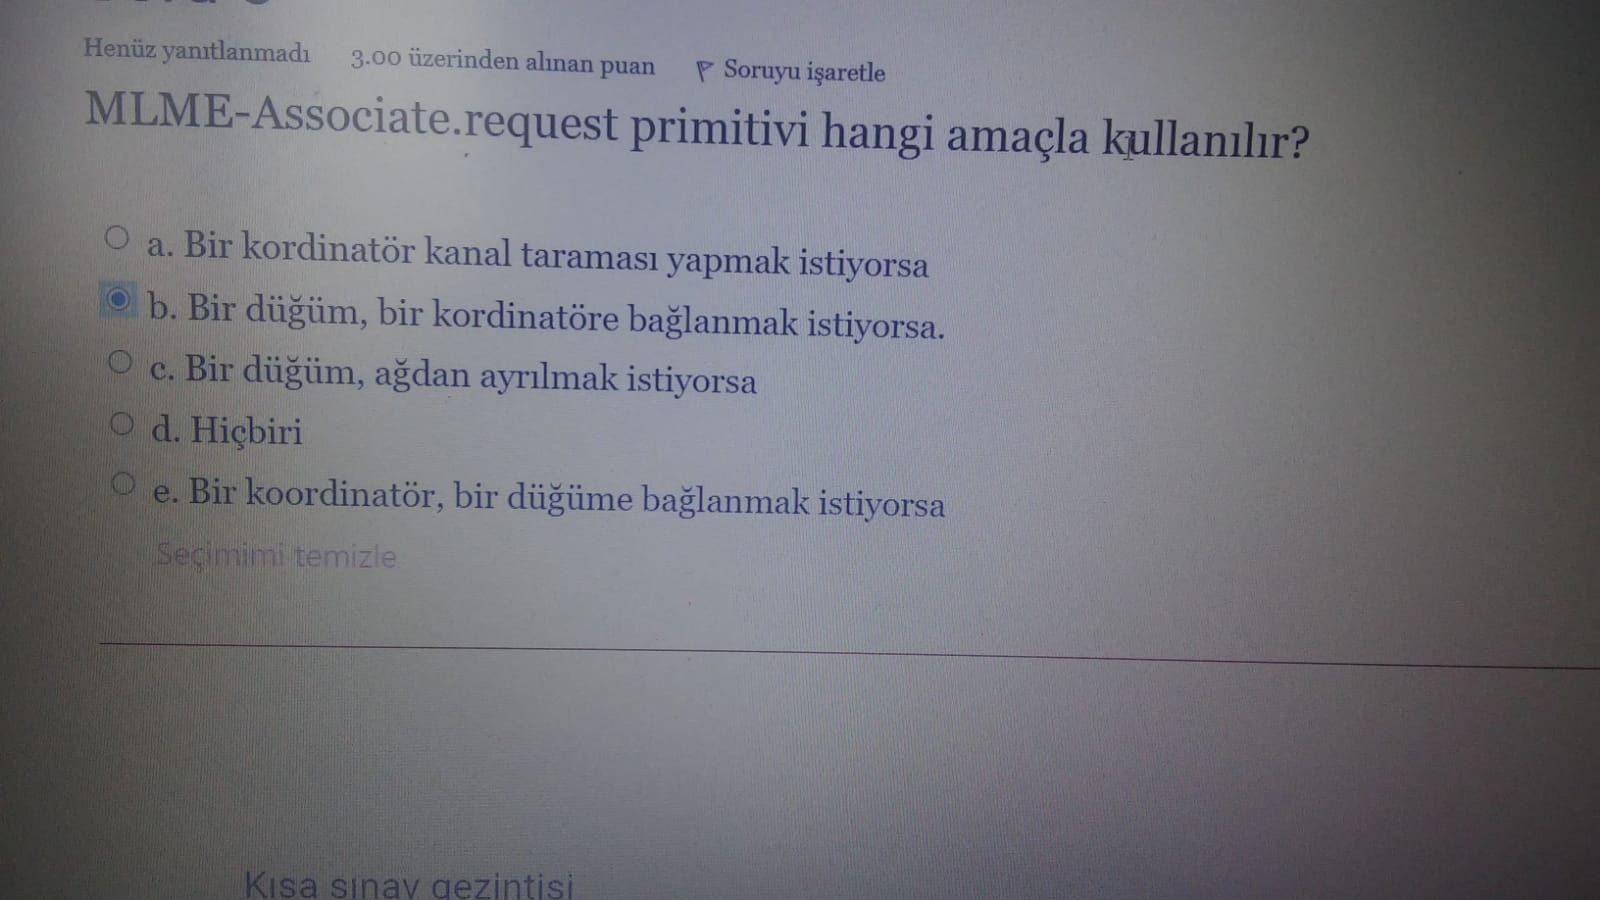 Henüz yanıtlanmadı 3.00 üzerinden alınan puan Soruyu işaretle
MLME-Associate.request primitivi hangi amaçla kullanılır?
a. Bir kordinatör kanal taraması yapmak istiyorsa
b. Bir düğüm, bir kordinatöre bağlanmak istiyorsa.
c. Bir düğüm, ağdan ayrılmak istiyorsa
d. Hiçbiri
e. Bir koordinatör, bir düğüme bağlanmak istiyorsa
Seçimimi temizle
Kısa sınav gezintisi